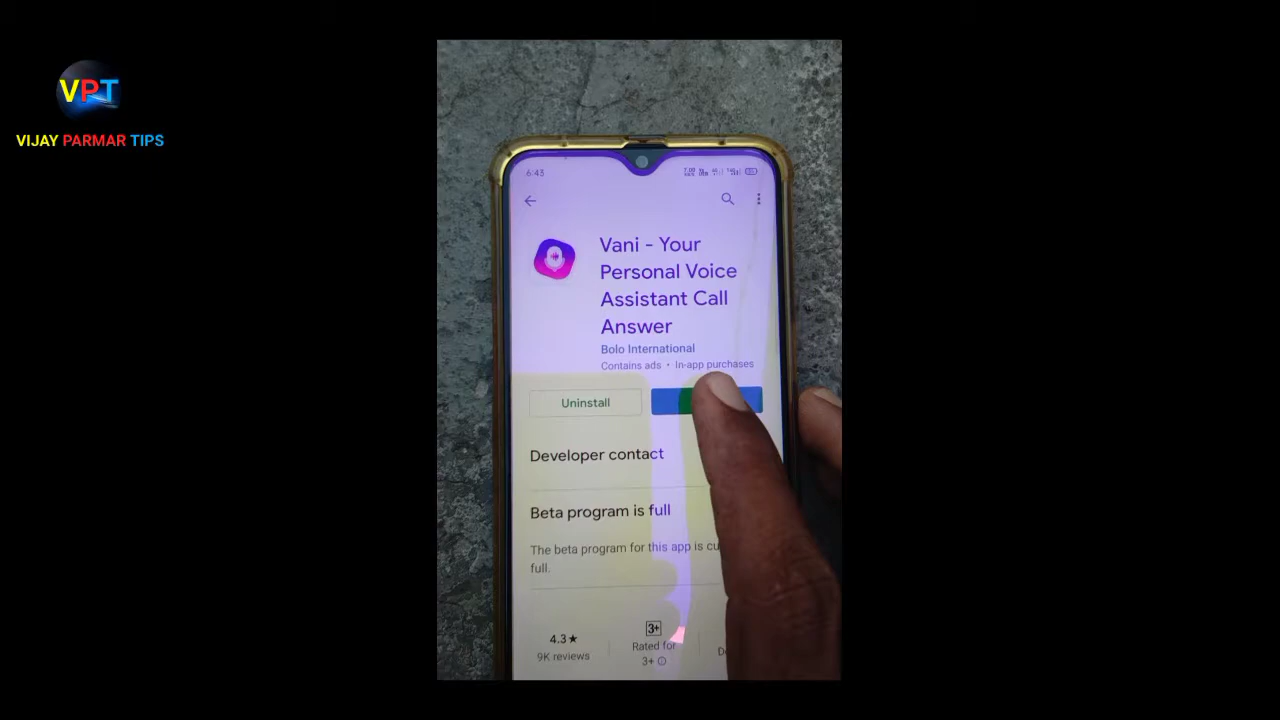 VPT
VIJAY PARMAR TIPS
6:43
Vani - Your
Personal Voice
Assistant Call
Answer
Bolo International
Contains ads • In-app purchases
Uninstall
Developer contact
Beta program is full
The beta program for this app is
full.
4.3★
9K reviews
3+
Rated for
3+